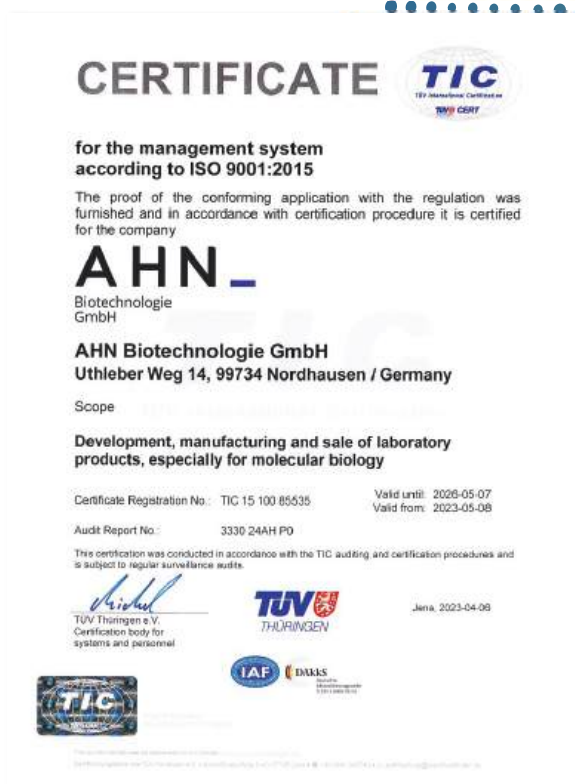 CERTIFICATE
TIC
TÜV International Certification
TÜV CERT
for the management system
according to ISO 9001:2015
The proof of the conforming application with the regulation was
furnished and in accordance with certification procedure it is certified
for the company
AHN_
Biotechnologie
GmbH
AHN Biotechnologie GmbH
Uthleber Weg 14, 99734 Nordhausen / Germany
Scope
Development, manufacturing and sale of laboratory
products, especially for molecular biology
Certificate Registration No.: TIC 15 100 85535
Valid until: 2026-05-07
Valid from: 2023-05-08
Audit Report No.: 3330 24AH P0
This certification was conducted in accordance with the TIC auditing and certification procedures and
is subject to regular surveillance audits.
TÜV Thüringen e.V.
Certification body for
systems and personnel
TÜV
THÜRINGEN
Jena, 2023-04-06
IAF
DAkkS
TIC